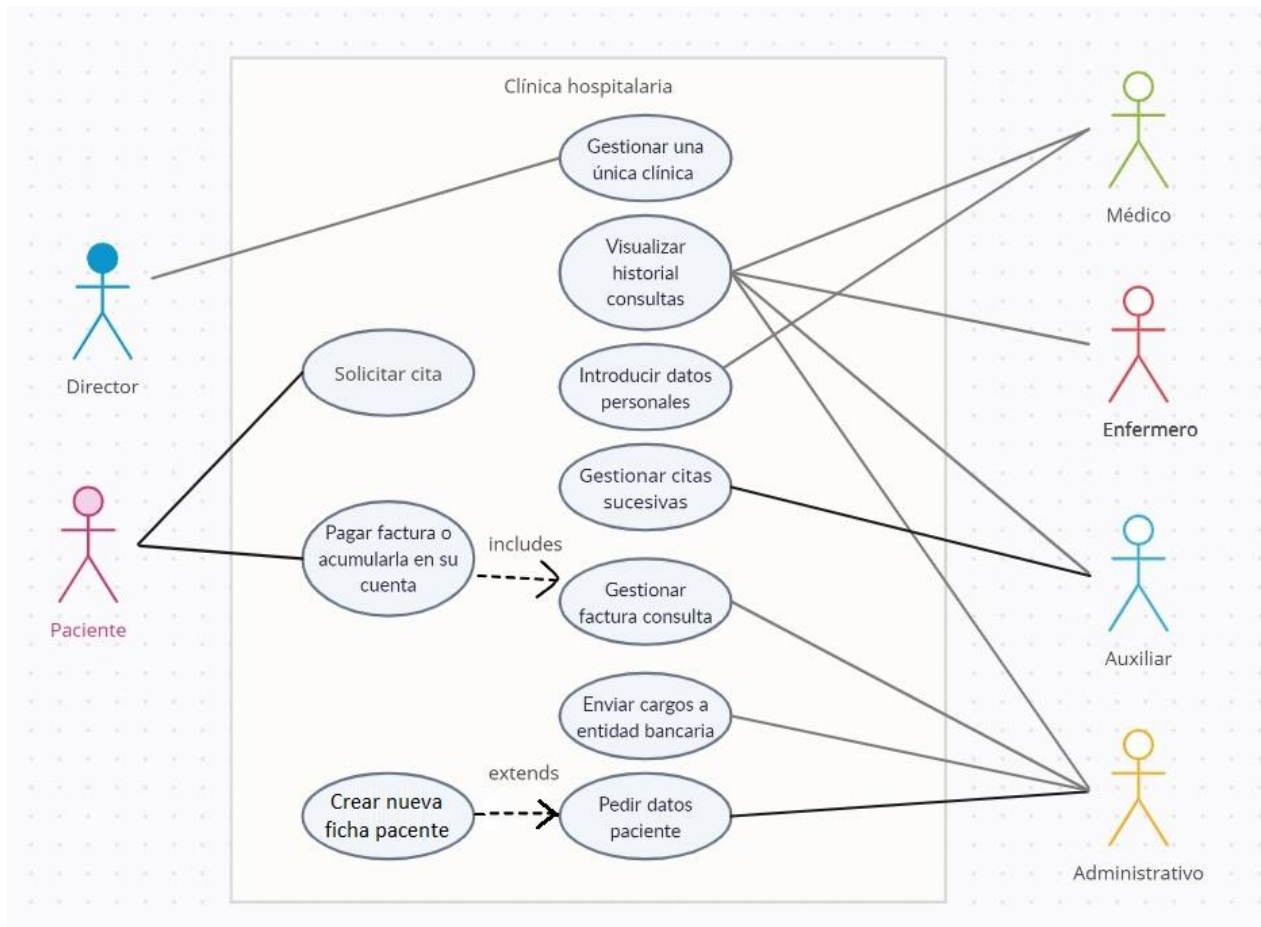 Clínica hospitalaria
Gestionar una
única clínica
Médico
Visualizar
historial
consultas
Director
Solicitar cita
Introducir datos
personales
Enfermero
Gestionar citas
sucesivas
Paciente
Pagar factura o
acumularla en su
cuenta
includes
Gestionar
factura consulta
Auxiliar
Enviar cargos a
entidad bancaria
extends
Crear nueva
ficha pacente
Pedir datos
paciente
Administrativo